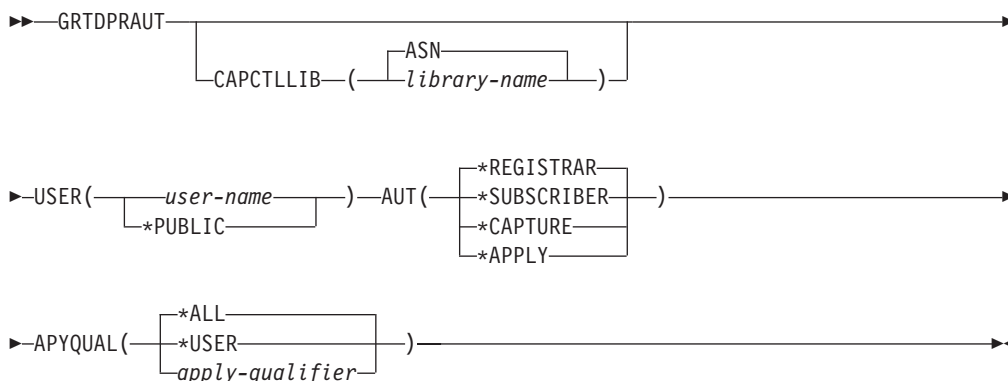 GRTDPRAUT
ASN
CAPCTLLIB ( library-name )
*REGISTRAR
USER( user-name ) AUT( *SUBSCRIBER )
*PUBLIC *CAPTURE
*APPLY
*ALL
APYQUAL( *USER )
apply-qualifier